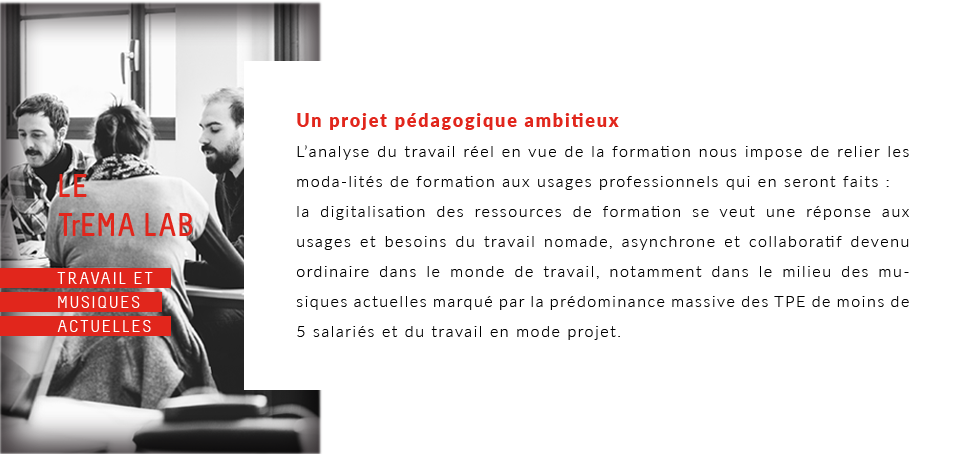 LE
TrEMA LAB
TRAVAIL ET
MUSIQUES
ACTUELLES
Un projet pédagogique ambitieux
L’analyse du travail réel en vue de la formation nous impose de relier les
moda-lités de formation aux usages professionnels qui en seront faits :
la digitalisation des ressources de formation se veut une réponse aux
usages et besoins du travail nomade, asynchrone et collaboratif devenu
ordinaire dans le monde de travail, notamment dans le milieu des mu-
siques actuelles marqué par la prédominance massive des TPE de moins de
5 salariés et du travail en mode projet.